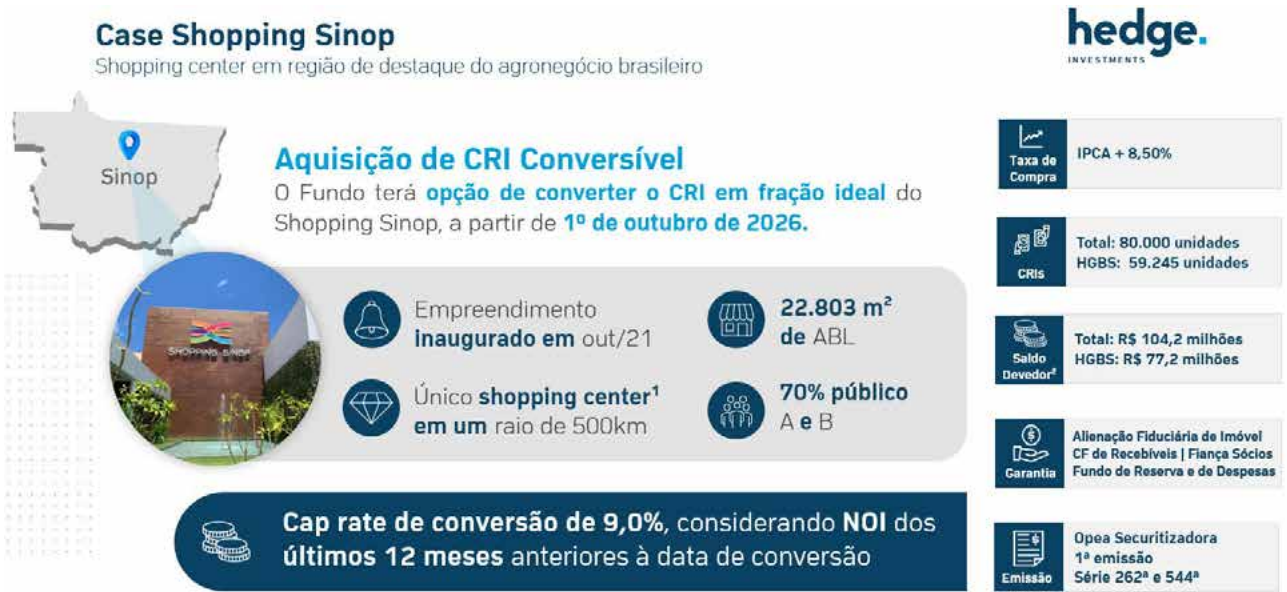 Case Shopping Sinop
Shopping center em região de destaque do agronegócio brasileiro
hedge.
INVESTMENTS
Sinop
Aquisição de CRI Conversível
O Fundo terá opção de converter o CRI em fração ideal do
Shopping Sinop, a partir de 1º de outubro de 2026.
SHOPPING SINOP
Empreendimento
inaugurado em out/21
22.803 m²
de ABL
Único shopping center¹
em um raio de 500km
70% público
A e B
Cap rate de conversão de 9,0%, considerando NOI dos
últimos 12 meses anteriores à data de conversão
Taxa de
Compra
IPCA + 8,50%
CRIs
Total: 80.000 unidades
HGBS: 59.245 unidades
Saldo
Devedor²
Total: R$ 104,2 milhões
HGBS: R$ 77,2 milhões
Garantia
Alienação Fiduciária de Imóvel
CF de Recebíveis | Fiança Sócios
Fundo de Reserva e de Despesas
Emissão
Opea Securitizadora
1ª emissão
Série 262ª e 544ª